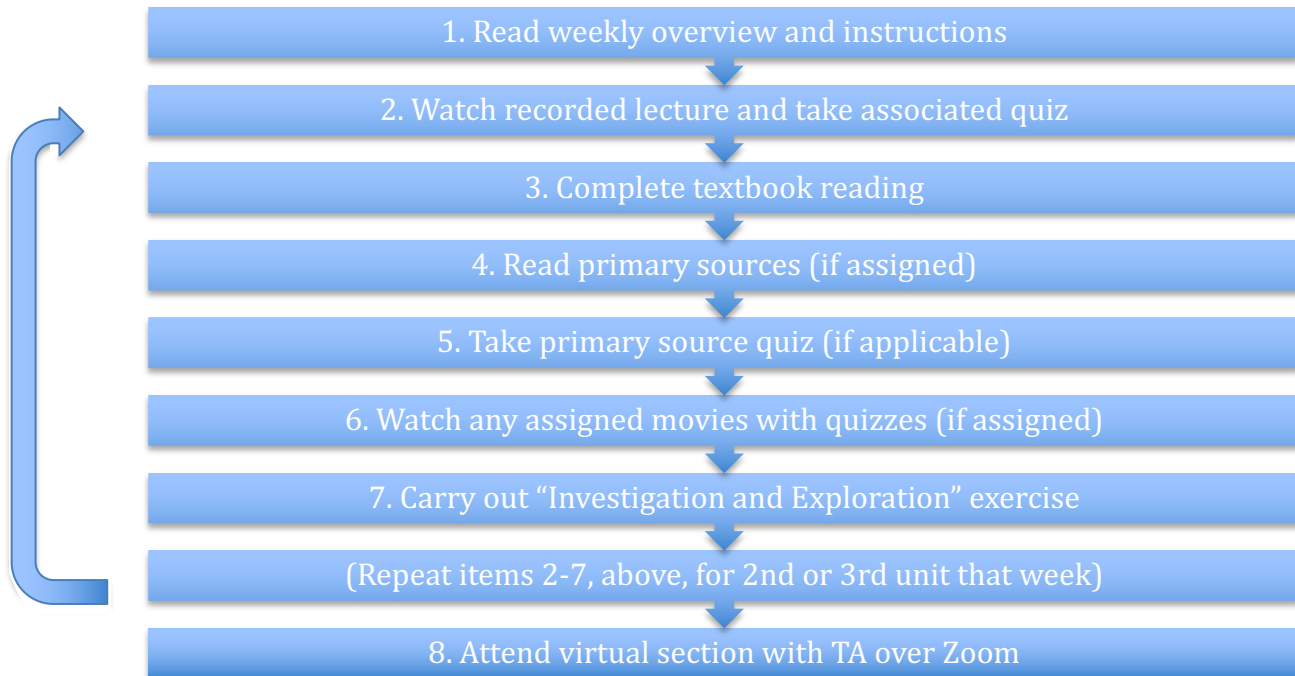 1. Read weekly overview and instructions
2. Watch recorded lecture and take associated quiz
3. Complete textbook reading
4. Read primary sources (if assigned)
5. Take primary source quiz (if applicable)
6. Watch any assigned movies with quizzes (if assigned)
7. Carry out “Investigation and Exploration” exercise
(Repeat items 2-7, above, for 2nd or 3rd unit that week)
8. Attend virtual section with TA over Zoom